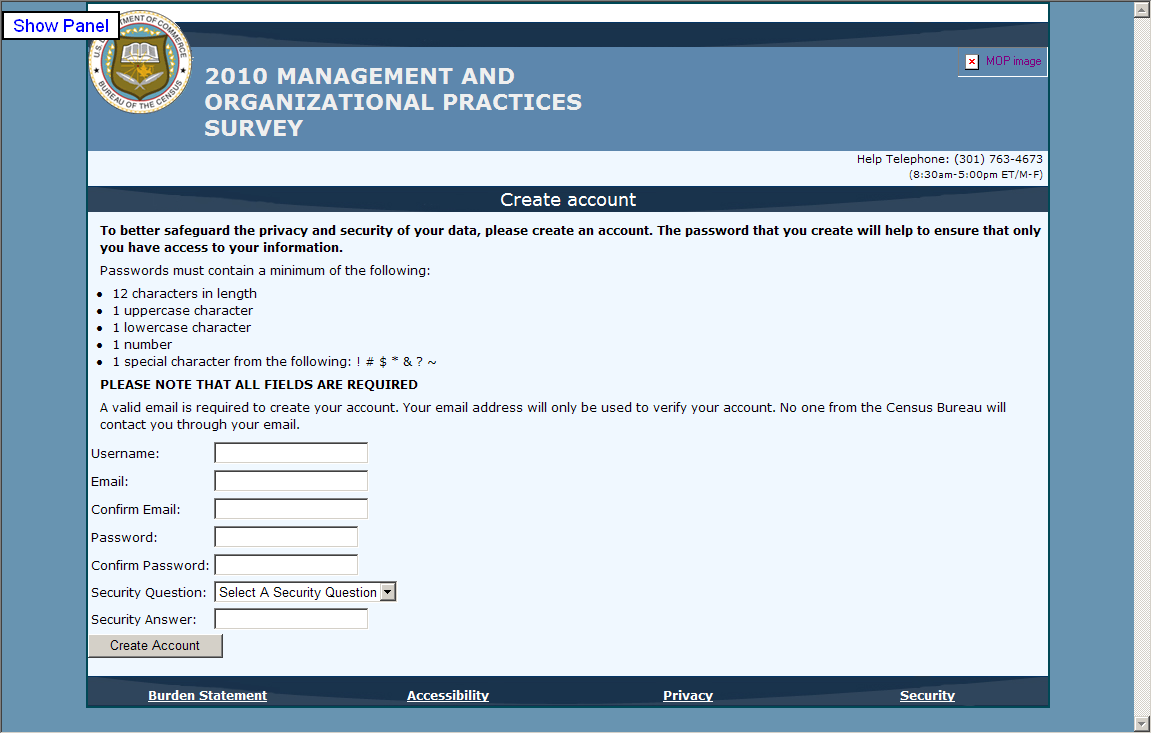 Show Panel
U.S. DEPARTMENT OF COMMERCE
BUREAU OF THE CENSUS
2010 MANAGEMENT AND
ORGANIZATIONAL PRACTICES
SURVEY
MOP image
Help Telephone: (301) 763-4673
(8:30am-5:00pm ET/M-F)
Create account
To better safeguard the privacy and security of your data, please create an account. The password that you create will help to ensure that only
you have access to your information.
Passwords must contain a minimum of the following:
• 12 characters in length
• 1 uppercase character
• 1 lowercase character
• 1 number
• 1 special character from the following: ! # $ * & ? ~
PLEASE NOTE THAT ALL FIELDS ARE REQUIRED
A valid email is required to create your account. Your email address will only be used to verify your account. No one from the Census Bureau will
contact you through your email.
Username:
Email:
Confirm Email:
Password:
Confirm Password:
Security Question: Select A Security Question
Security Answer:
Create Account
Burden Statement Accessibility Privacy Security